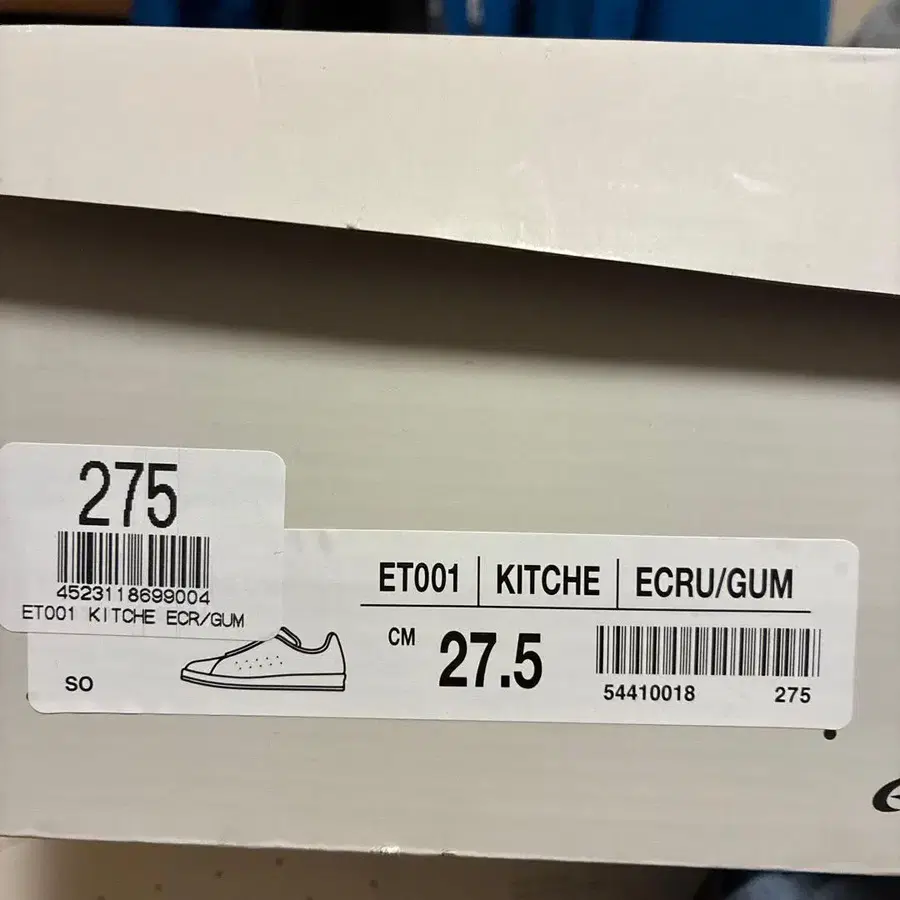 275
4523118699004
ET001 KITCHE ECR/GUM
ET001 KITCHE ECRU/GUM
CM 27.5
54410018 275
SO